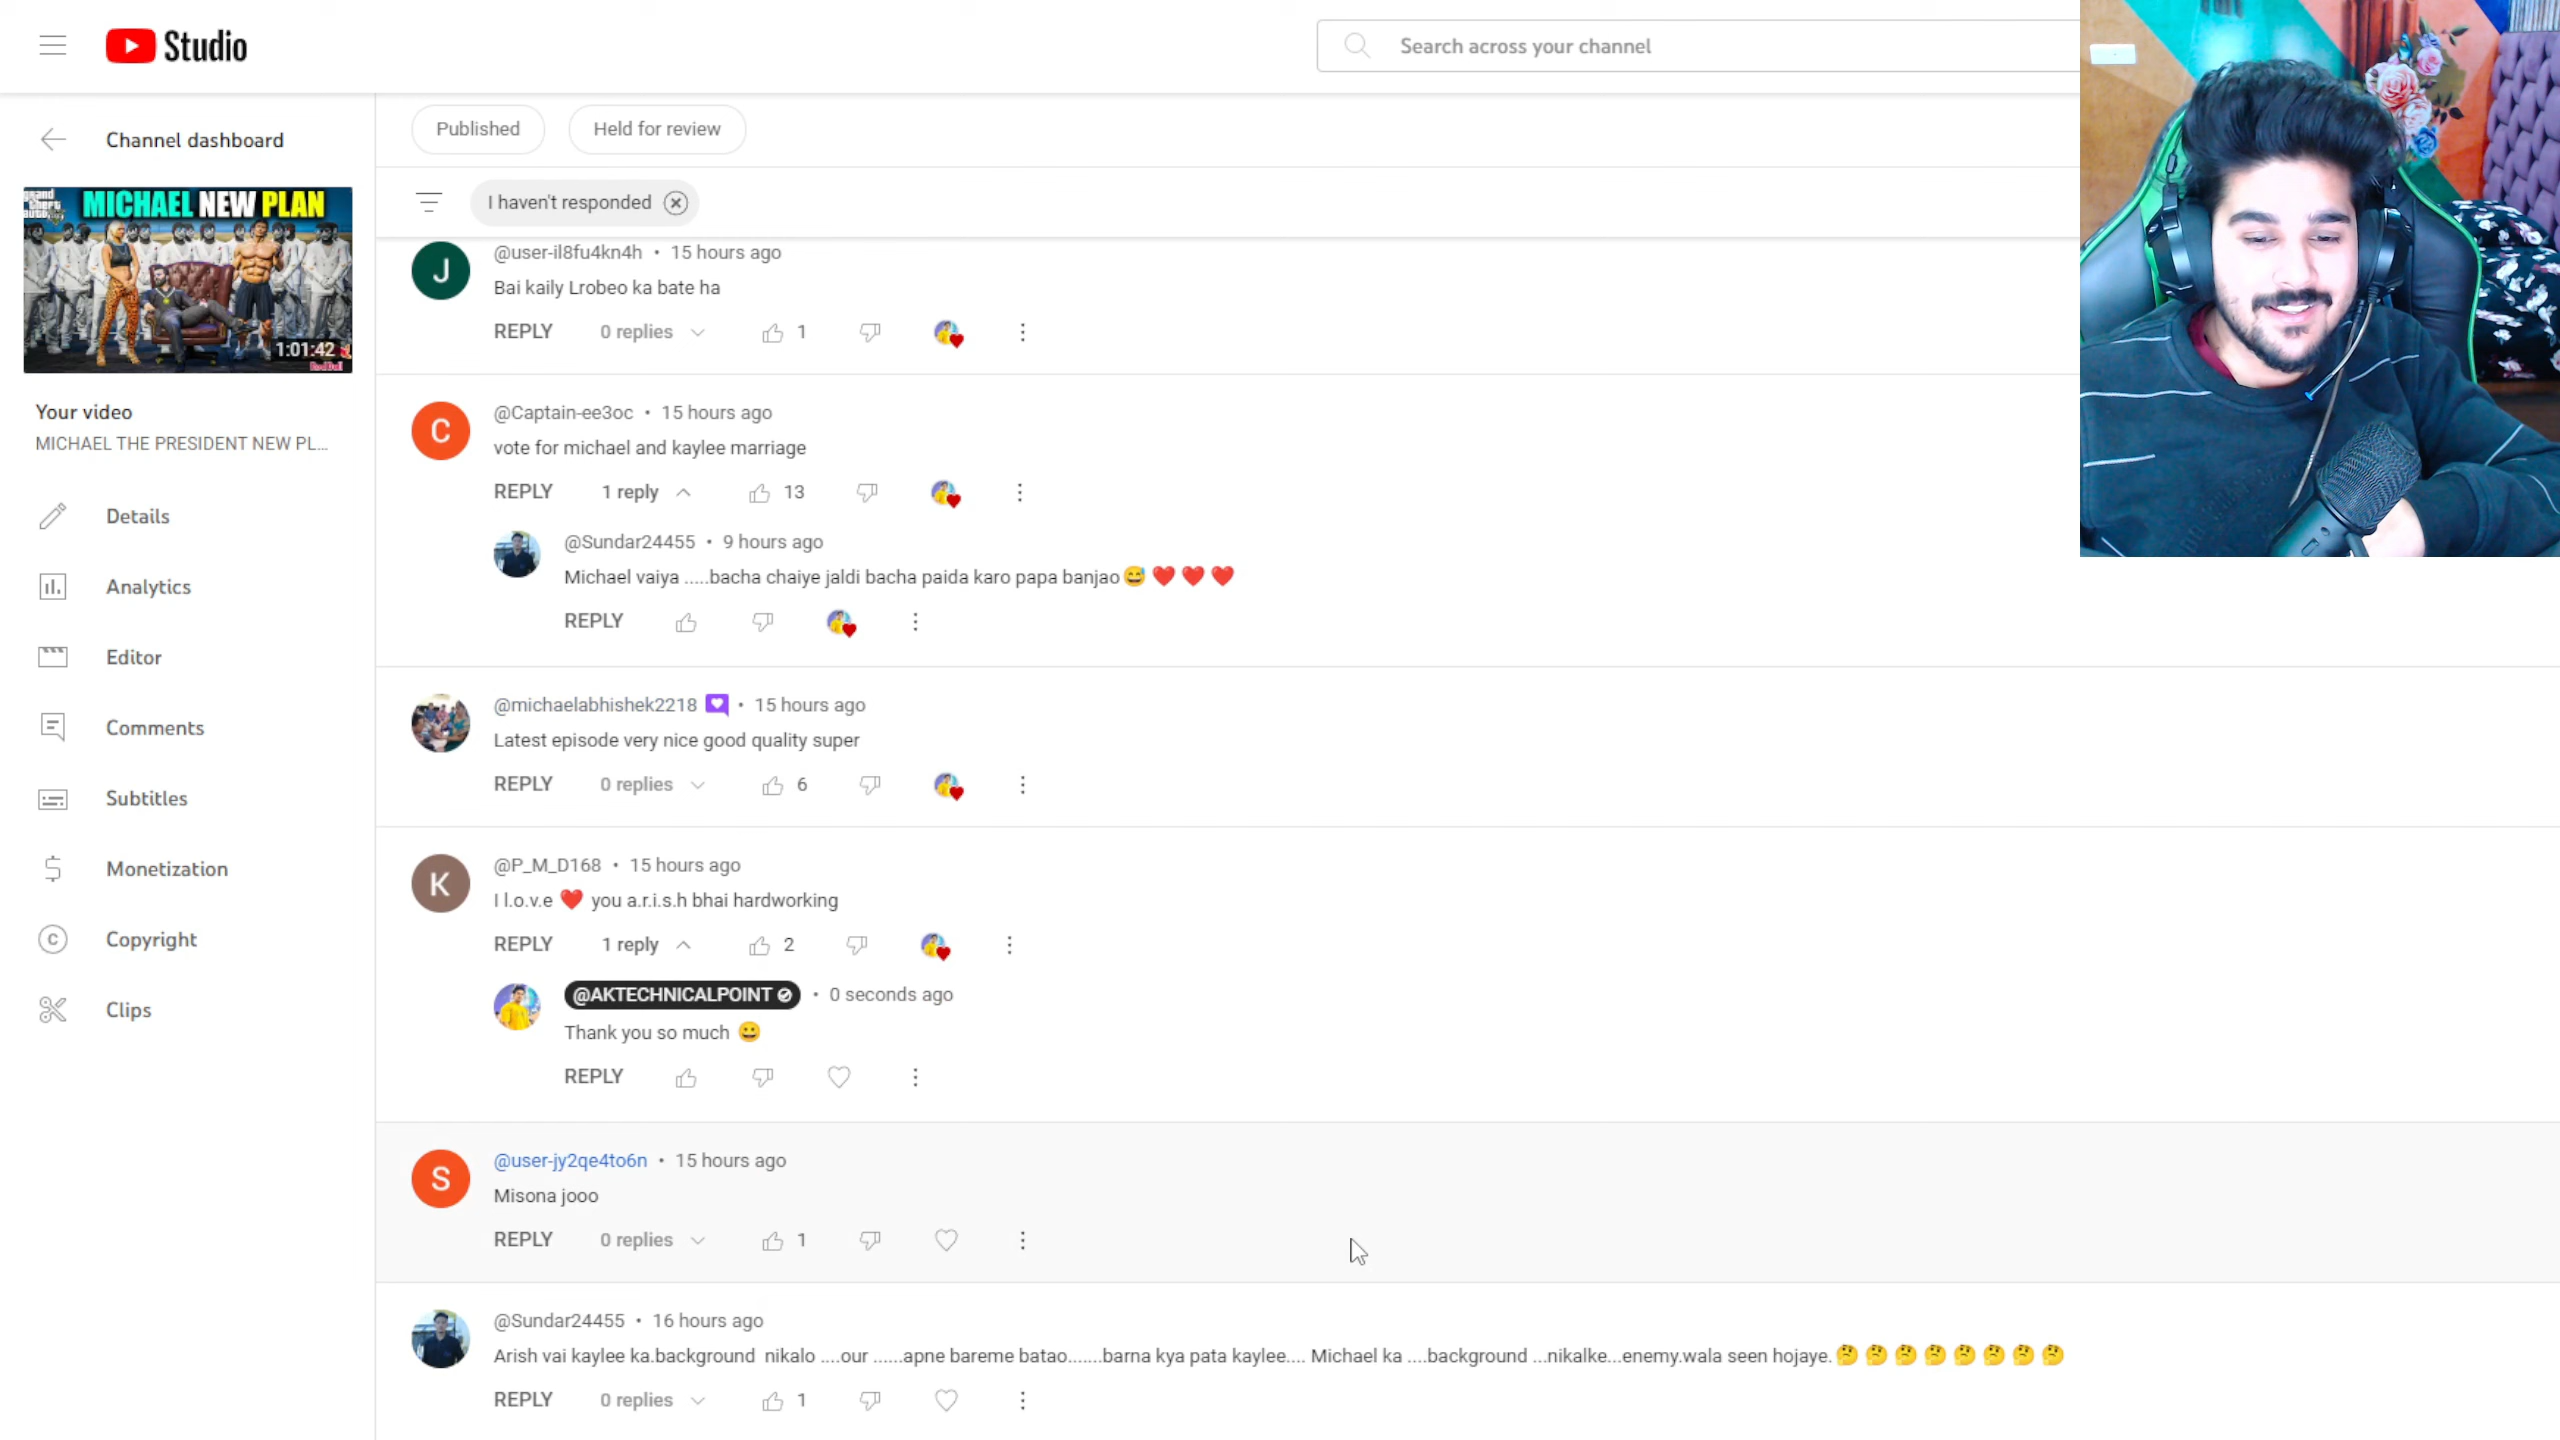 Studio
Search across your channel
Channel dashboard
Published
Held for review
I haven't responded
grand
theft
auto
MICHAEL NEW PLAN
1:01:42
Your video
MICHAEL THE PRESIDENT NEW PL...
Details
Analytics
Editor
Comments
Subtitles
Monetization
Copyright
Clips
J
@user-il8fu4kn4h • 15 hours ago
Bai kaily Lrobeo ka bate ha
REPLY 0 replies 1
C
@Captain-ee3oc • 15 hours ago
vote for michael and kaylee marriage
REPLY 1 reply 13
@Sundar24455 • 9 hours ago
Michael vaiya .....bacha chaiye jaldi bacha paida karo papa banjao😅❤️❤️❤️
REPLY
@michaelabhishek2218 • 15 hours ago
Latest episode very nice good quality super
REPLY 0 replies 6
K
@P_M_D168 • 15 hours ago
I l.o.v.e ❤️ you a.r.i.s.h bhai hardworking
REPLY 1 reply 2
@AKTECHNICALPOINT • 0 seconds ago
Thank you so much 😀
REPLY
S
@user-jy2qe4to6n • 15 hours ago
Misona jooo
REPLY 0 replies 1
@Sundar24455 • 16 hours ago
Arish vai kaylee ka.background nikalo ....our ......apne bareme batao.......barna kya pata kaylee.... Michael ka ....background ...nikalke...enemy.wala seen hojaye.🤔🤔🤔🤔🤔🤔🤔🤔
REPLY 0 replies 1